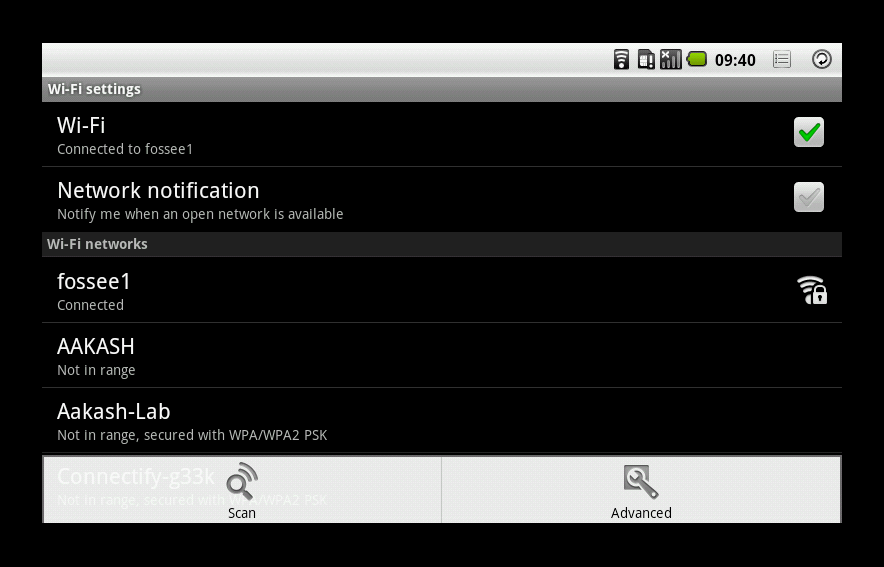 09:40
Wi-Fi settings
Wi-Fi
Connected to fossee1
Network notification
Notify me when an open network is available
Wi-Fi networks
fossee1
Connected
AAKASH
Not in range
Aakash-Lab
Not in range, secured with WPA/WPA2 PSK
Connectify-g33k
Not in range, secured with WPA/WPA2 PSK
Scan
Advanced